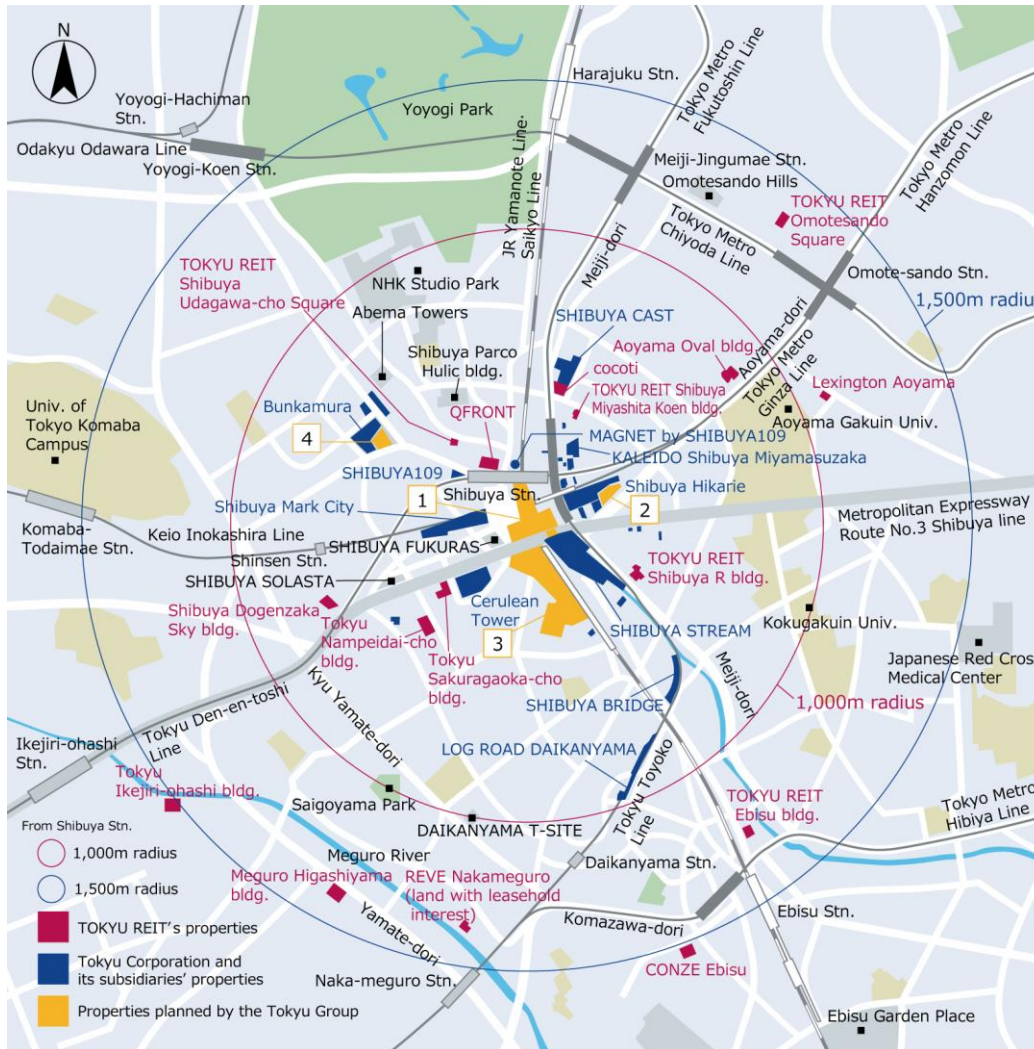 N
Yoyogi-Hachiman
Stn.
Odakyu Odawara Line
Yoyogi-Koen Stn.
Yoyogi Park
Harajuku Stn.
JR Yamanote Line·
Saikyo Line
Tokyo Metro
Fukutoshin Line
Meiji-Jingumae Stn.
Omotesando Hills
Tokyo Metro
Hanzomon Line
TOKYU REIT
Omotesando
Square
Tokyo Metro
Chiyoda Line
Meiji-dori
Omote-sando Stn.
1,500m radius
TOKYU REIT
Shibuya
Udagawa-cho Square
NHK Studio Park
Abema Towers
Shibuya Parco
Hulic bldg.
SHIBUYA CAST
Aoyama Oval bldg.
cocoti
TOKYU REIT Shibuya
Miyashita Koen bldg.
Aoyama-dori
Tokyo Metro
Ginza Line
Lexington Aoyama
Aoyama Gakuin Univ.
Univ. of
Tokyo Komaba
Campus
Bunkamura
4
QFRONT
MAGNET by SHIBUYA109
KALEIDO Shibuya Miyamasuzaka
SHIBUYA109
1
Shibuya Stn.
Shibuya Hikarie
2
Shibuya Mark City
Metropolitan Expressway
Route No.3 Shibuya line
Komaba-
Todaimae Stn.
Keio Inokashira Line
Shinsen Stn.
SHIBUYA FUKURAS
SHIBUYA SOLASTA
TOKYU REIT
Shibuya R bldg.
Shibuya Dogenzaka
Sky bldg.
Tokyu
Nampeidai-cho
bldg.
Cerulean
Tower
3
Tokyu
Sakuragaoka-cho
bldg.
SHIBUYA STREAM
Kokugakuin Univ.
Japanese Red Cross
Medical Center
Meiji-dori
1,000m radius
SHIBUYA BRIDGE
Tokyu Den-en-toshi
Line
Kyu Yamate-dori
LOG ROAD DAIKANYAMA
Ikejiri-ohashi
Stn.
Tokyu
Ikejiri-ohashi bldg.
Saigoyama Park
DAIKANYAMA T-SITE
Tokyu Toyoko
Line
TOKYU REIT
Ebisu bldg.
Tokyo Metro
Hibiya Line
From Shibuya Stn.
1,000m radius
1,500m radius
TOKYU REIT's properties
Tokyu Corporation and
its subsidiaries' properties
Properties planned by the Tokyu Group
Meguro River
Meguro Higashiyama
bldg.
Yamate-dori
REVE Nakameguro
(land with leasehold
interest)
Daikanyama Stn.
Komazawa-dori
Ebisu Stn.
Naka-meguro Stn.
CONZE Ebisu
Ebisu Garden Place